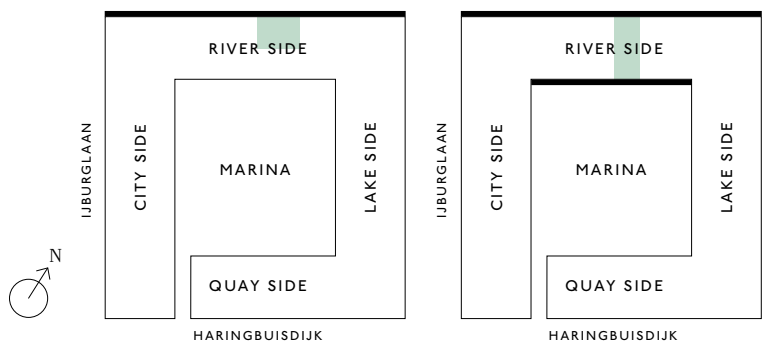 RIVER SIDE
IJBURGLAAN
CITY SIDE
MARINA
LAKE SIDE
QUAY SIDE
HARINGBUISDIJK
N
RIVER SIDE
IJBURGLAAN
CITY SIDE
MARINA
LAKE SIDE
QUAY SIDE
HARINGBUISDIJK